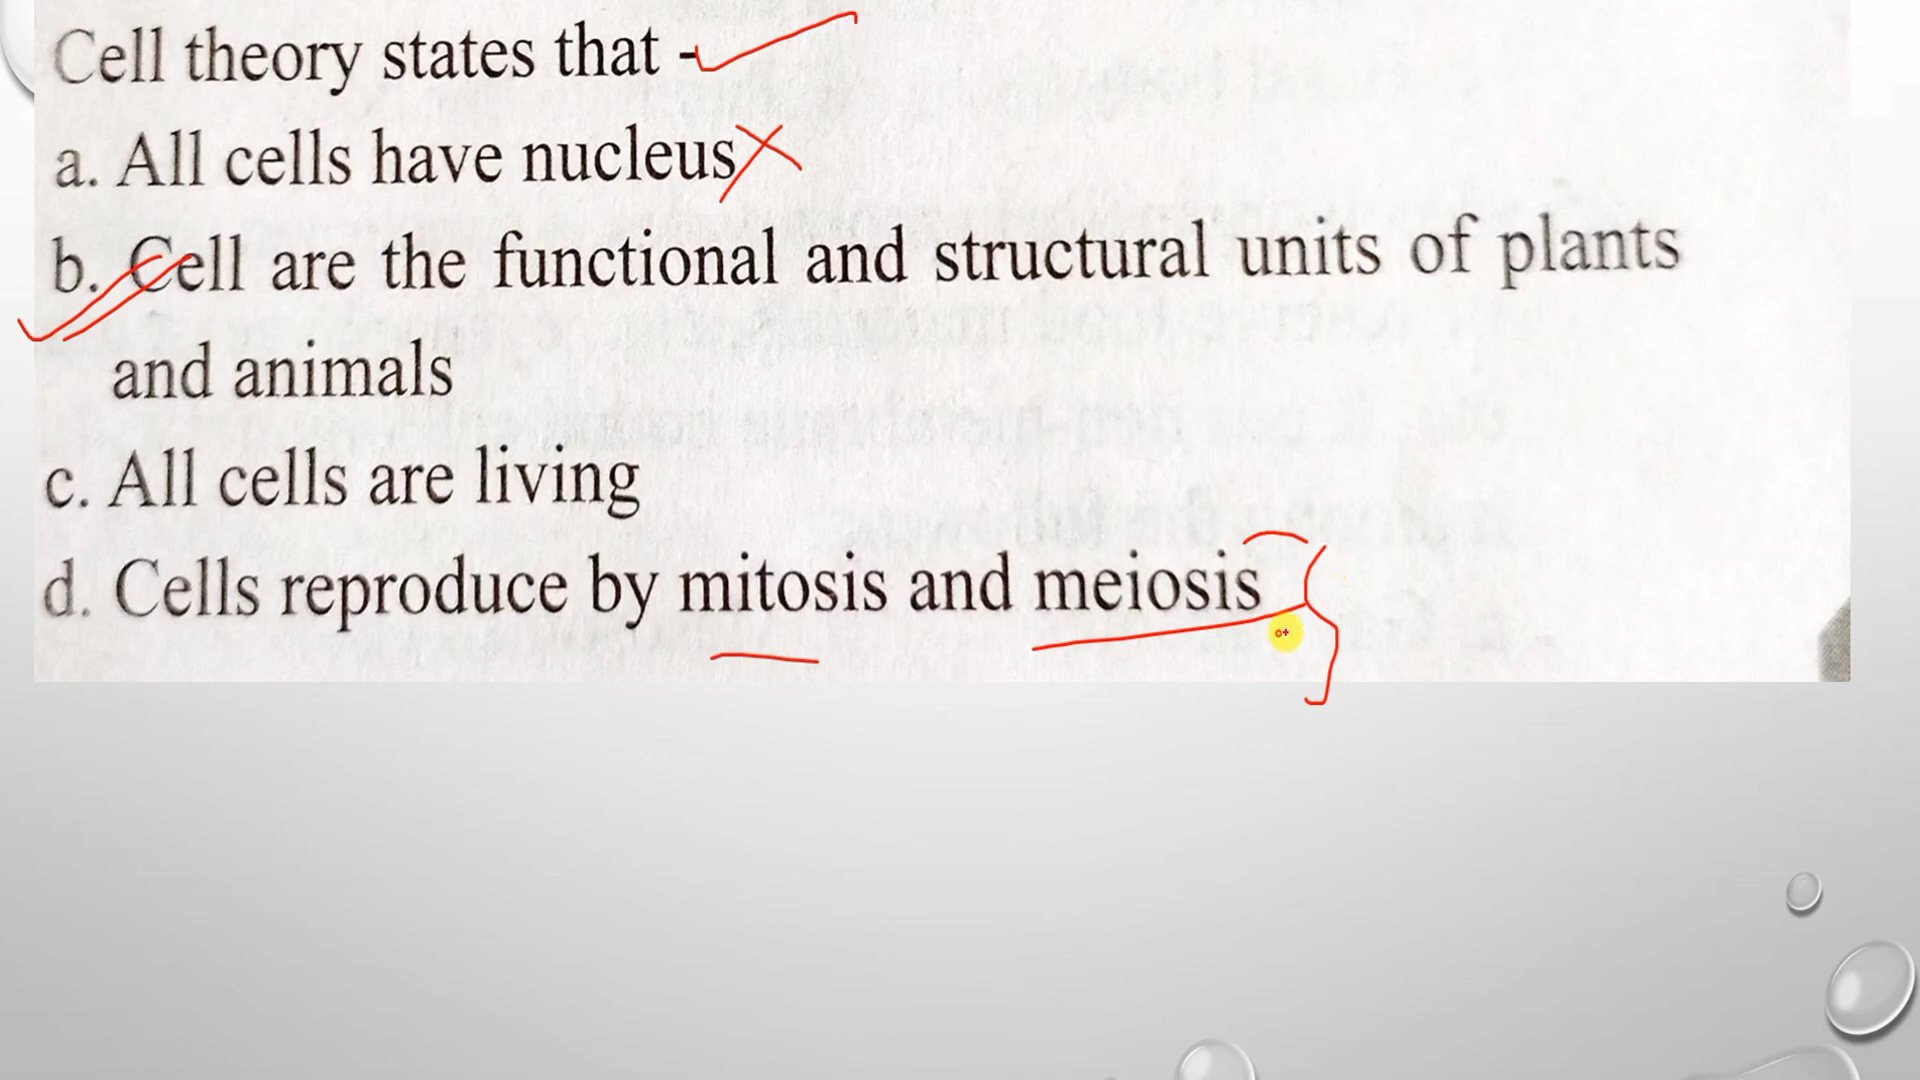 Cell theory states that -
a. All cells have nucleus
b. Cell are the functional and structural units of plants
and animals
c. All cells are living
d. Cells reproduce by mitosis and meiosis